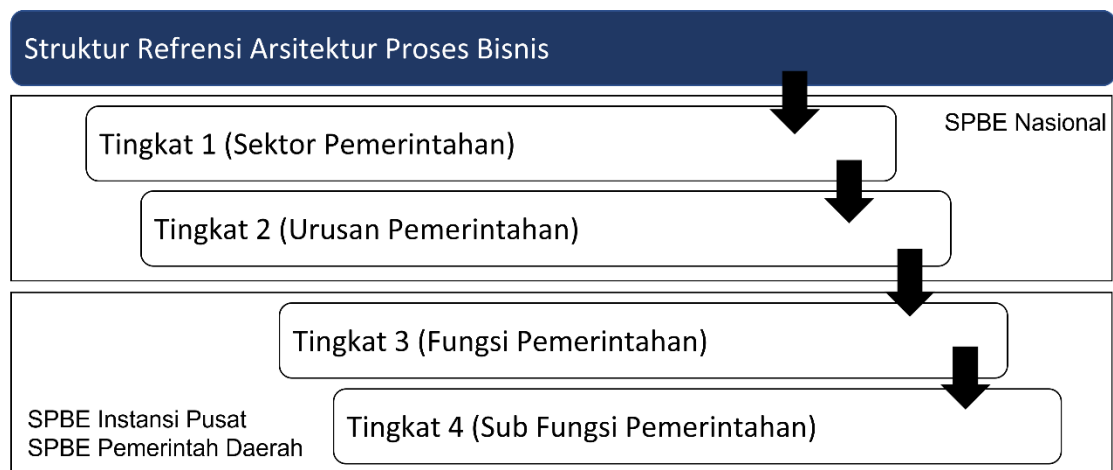 Struktur Refrensi Arsitektur Proses Bisnis
SPBE Nasional
Tingkat 1 (Sektor Pemerintahan)
Tingkat 2 (Urusan Pemerintahan)
Tingkat 3 (Fungsi Pemerintahan)
SPBE Instansi Pusat
SPBE Pemerintah Daerah
Tingkat 4 (Sub Fungsi Pemerintahan)